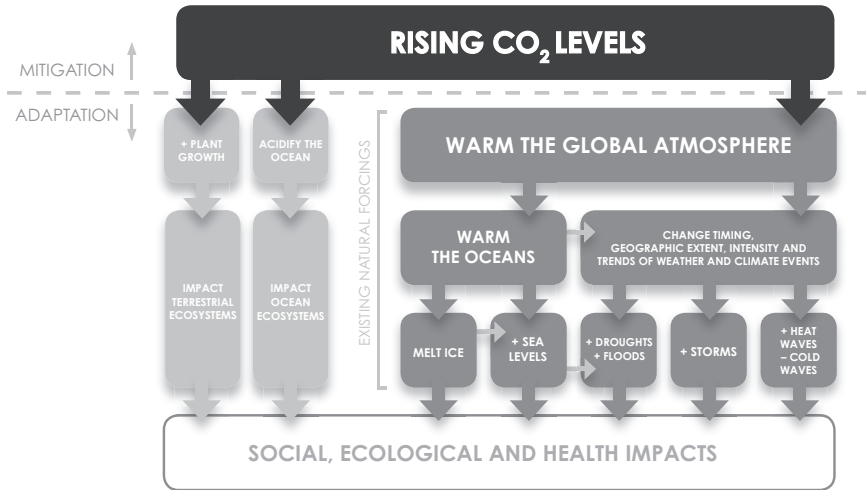 RISING CO2 LEVELS
MITIGATION
ADAPTATION
+ PLANT
GROWTH
ACIDIFY THE
OCEAN
EXISTING NATURAL FORCINGS
WARM THE GLOBAL ATMOSPHERE
WARM
THE OCEANS
CHANGE TIMING,
GEOGRAPHIC EXTENT, INTENSITY AND
TRENDS OF WEATHER AND CLIMATE EVENTS
IMPACT
TERRESTRIAL
ECOSYSTEMS
IMPACT
OCEAN
ECOSYSTEMS
MELT ICE
+ SEA
LEVELS
+ DROUGHTS
+ FLOODS
+ STORMS
+ HEAT
WAVES
– COLD
WAVES
SOCIAL, ECOLOGICAL AND HEALTH IMPACTS